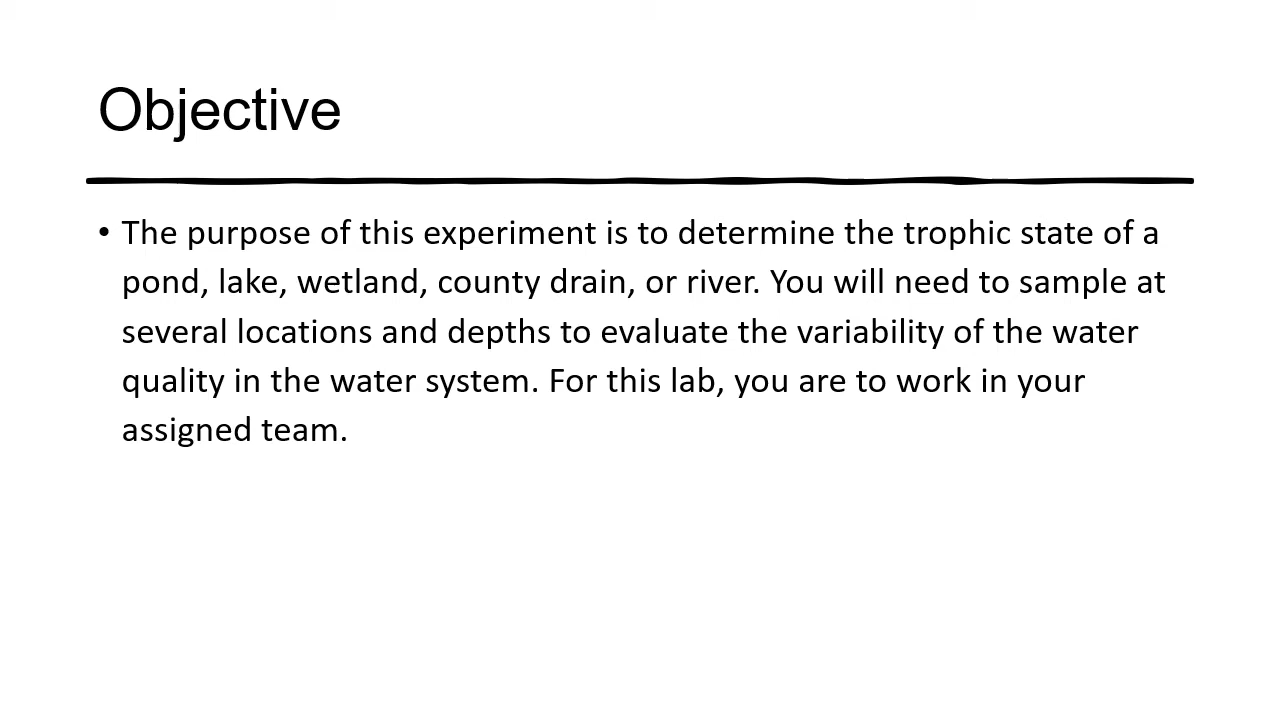 Objective
• The purpose of this experiment is to determine the trophic state of a
pond, lake, wetland, county drain, or river. You will need to sample at
several locations and depths to evaluate the variability of the water
quality in the water system. For this lab, you are to work in your
assigned team.